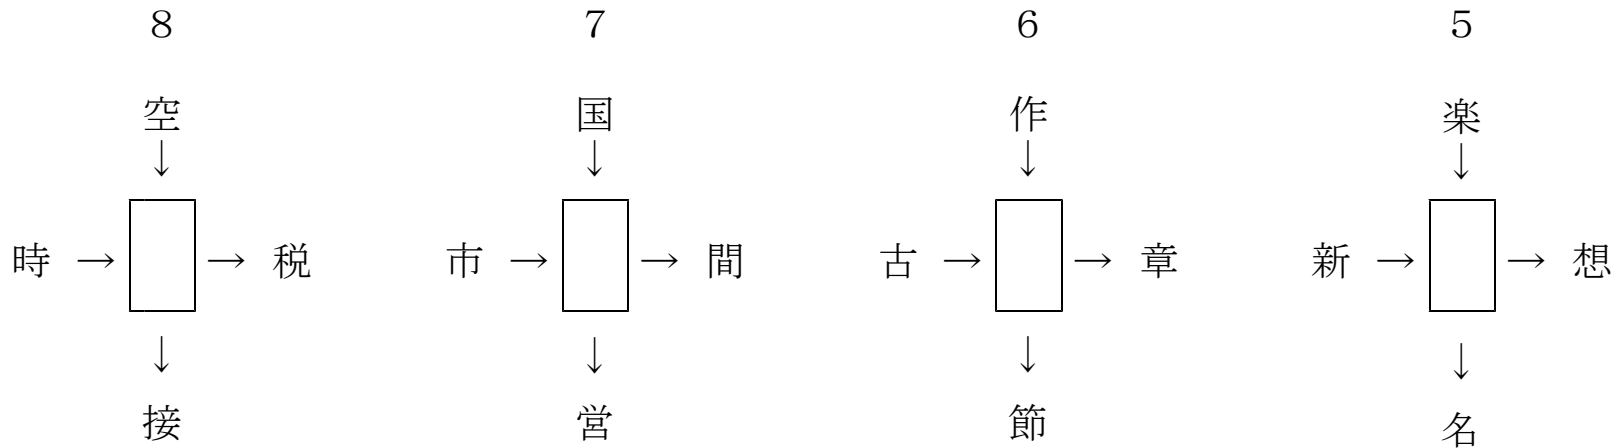 8 7 6 5
空 国 作 楽
↓ ↓ ↓ ↓
時 → → 税 市 → → 間 古 → → 章 新 → → 想
↓ ↓ ↓ ↓
接 営 節 名